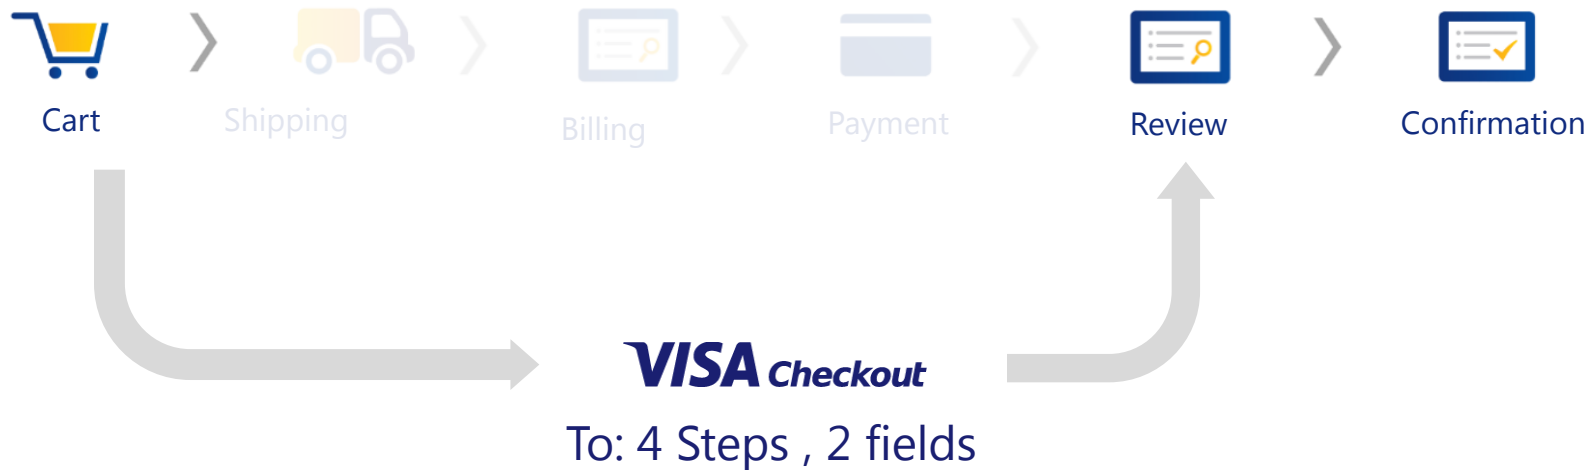 Cart
Shipping
Billing
Payment
Review
Confirmation
VISA Checkout
To: 4 Steps , 2 fields